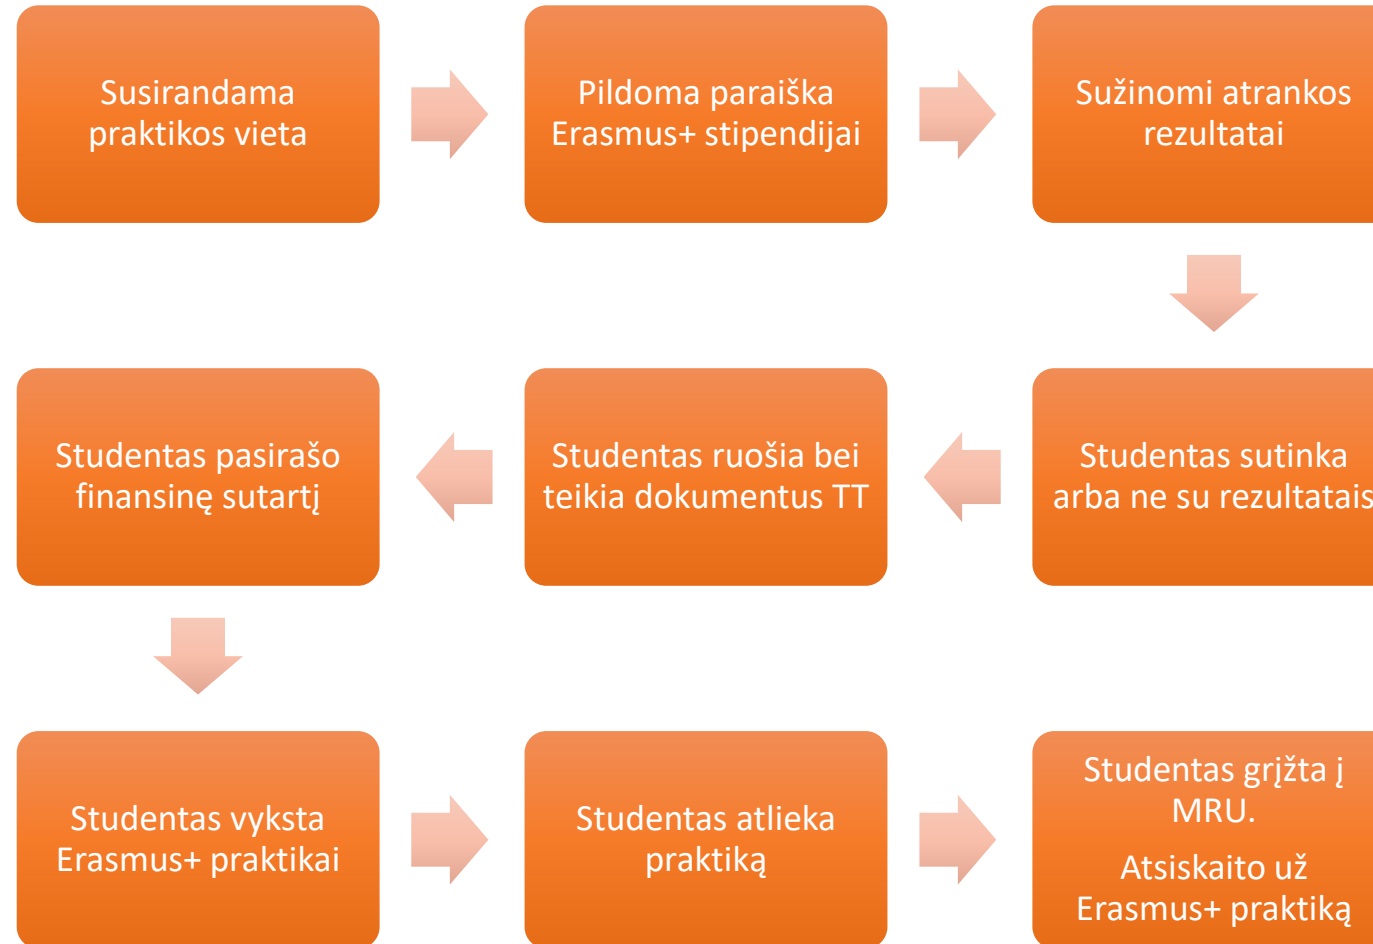 Susirandama
praktikos vieta
Pildoma paraiška
Erasmus+ stipendijai
Sužinomi atrankos
rezultatai
Studentas sutinka
arba ne su rezultatais
Studentas ruošia bei
teikia dokumentus TT
Studentas pasirašo
finansinę sutartį
Studentas vyksta
Erasmus+ praktikai
Studentas atlieka
praktiką
Studentas grįžta į
MRU.
Atsiskaito už
Erasmus+ praktiką